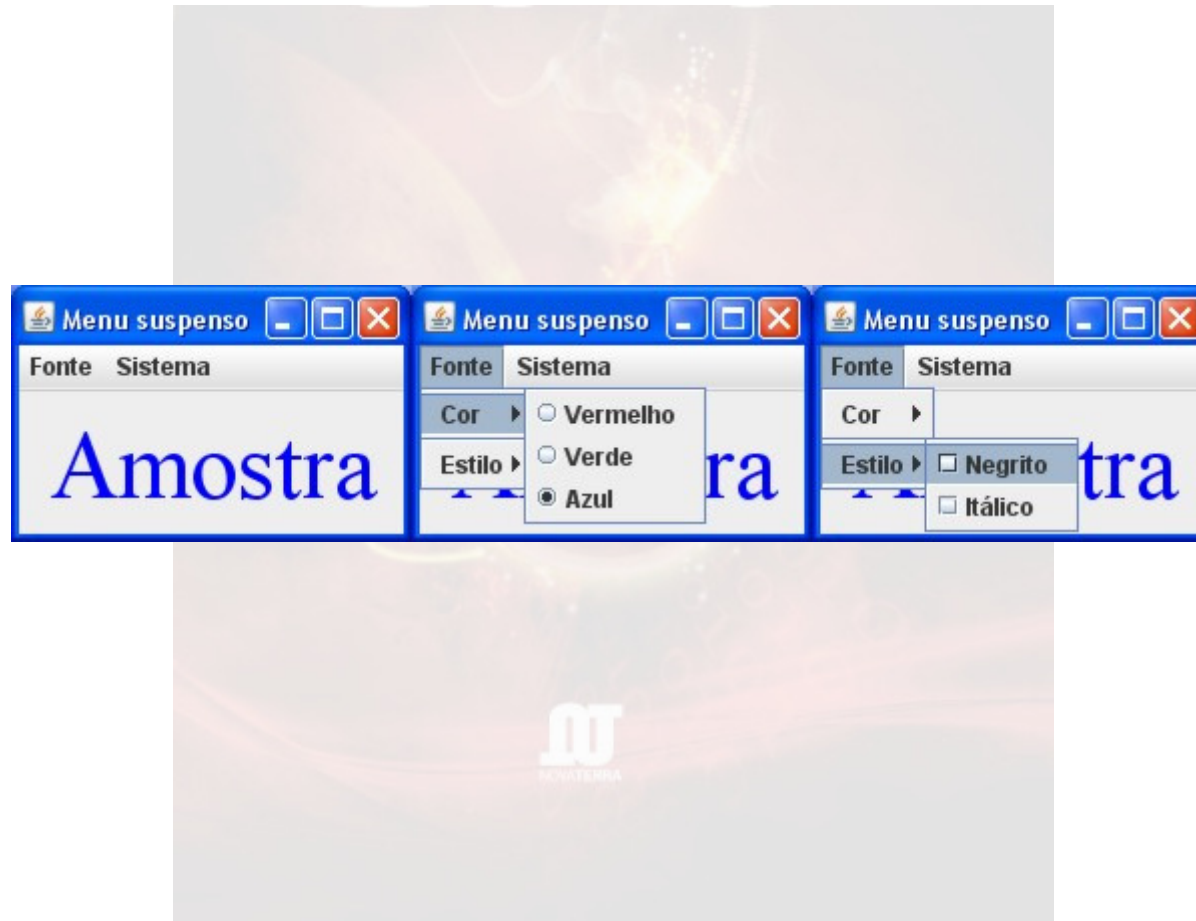 Menu suspenso
Fonte Sistema
Amostra
Menu suspenso
Fonte Sistema
Cor Vermelho
Verde
Estilo
Azul
ra
Menu suspenso
Fonte Sistema
Cor
Estilo Negrito
Itálico
tra
NOVATERRA